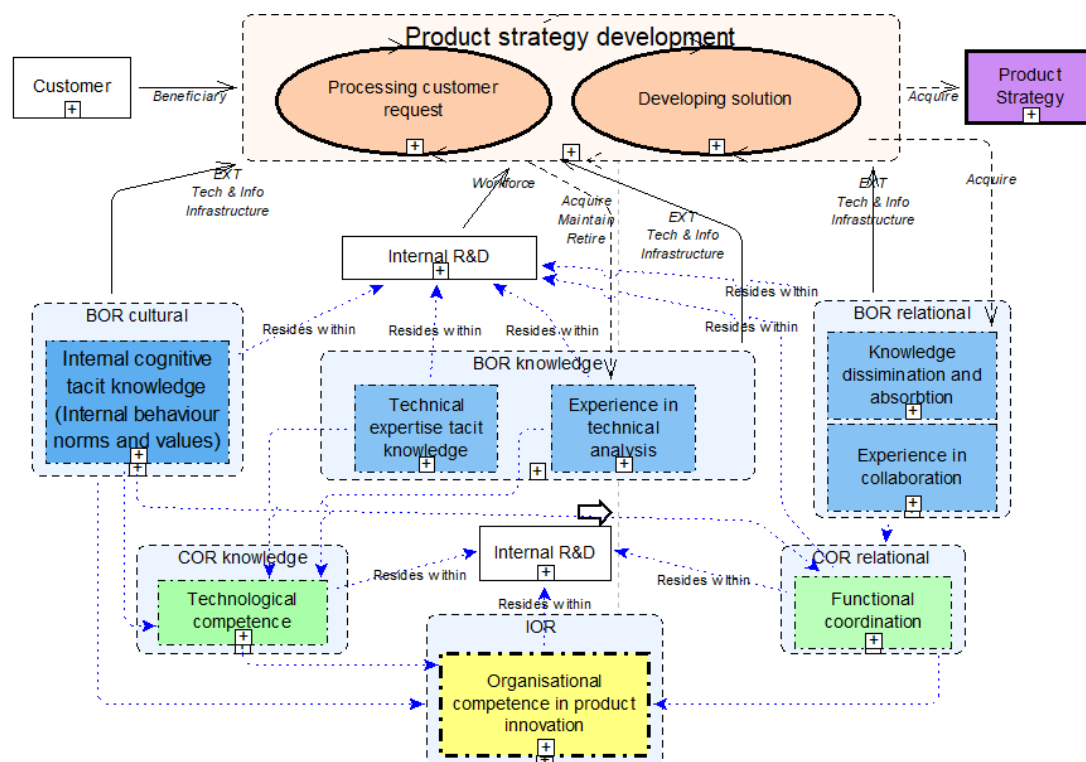 Product strategy development
Customer
Beneficiary
Processing customer
request
Developing solution
Acquire
Product
Strategy
EXT
Tech & Info
Infrastructure
Workforce
Acquire
Maintain
Retire
EXT
Tech & Info
Infrastructure
EXT
Tech & Info
Infrastructure
Acquire
Internal R&D
Resides within
Resides within
Resides within
Resides within
Resides within
BOR cultural
Internal cognitive
tacit knowledge
(Internal behaviour
norms and values)
BOR knowledge
Technical
expertise tacit
knowledge
Experience in
technical
analysis
BOR relational
Knowledge
dissimination and
absorbtion
Experience in
collaboration
COR knowledge
Technological
competence
Resides within
Internal R&D
Resides within
Resides within
COR relational
Functional
coordination
IOR
Organisational
competence in product
innovation